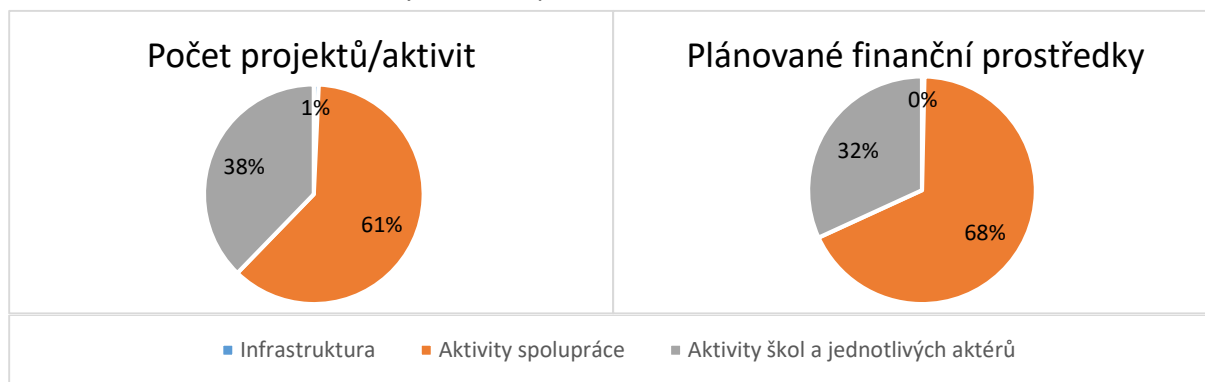 Počet projektů/aktivit
1%
38%
61%
Plánované finanční prostředky
0%
32%
68%
Infrastruktura
Aktivity spolupráce
Aktivity škol a jednotlivých aktérů